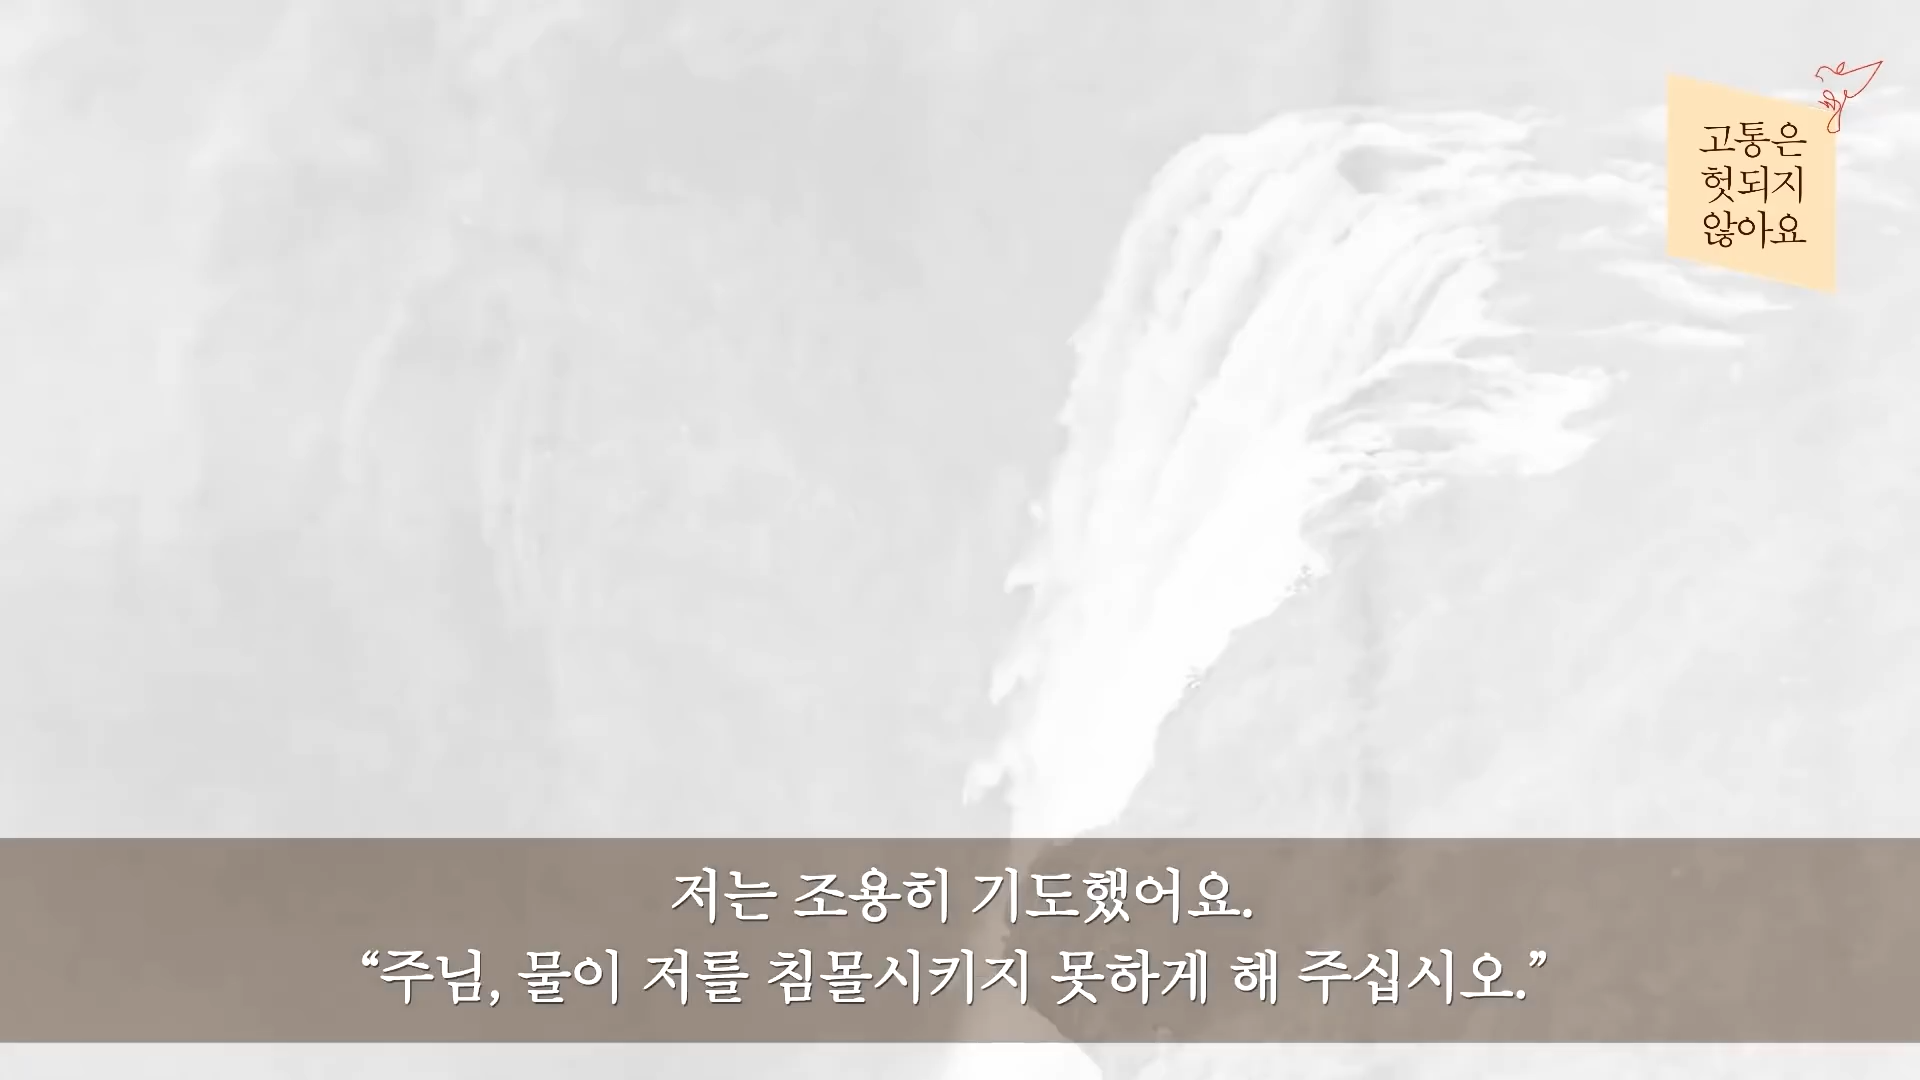 고통은
헛되지
않아요
저는 조용히 기도했어요.
“주님, 물이 저를 침몰시키지 못하게 해 주십시오.”